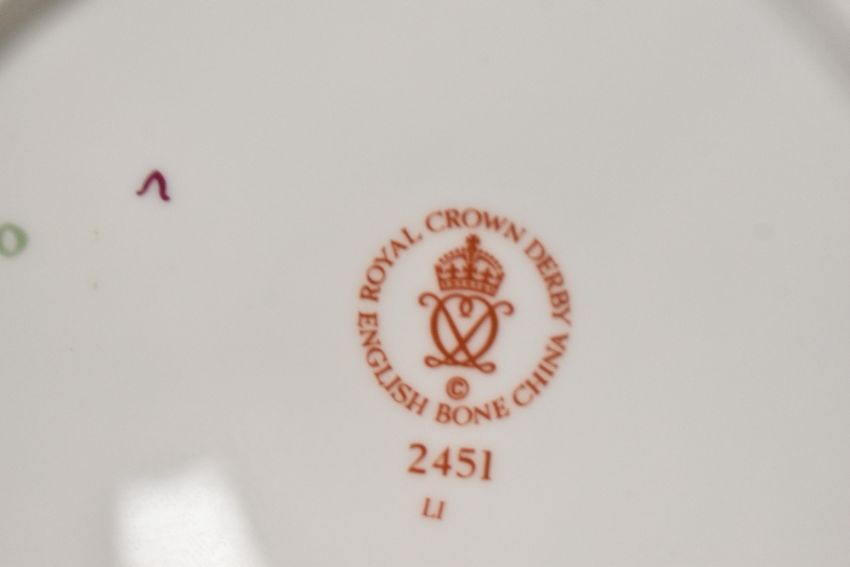 ROYAL CROWN DERBY
ENGLISH BONE CHINA
©
2451
LI